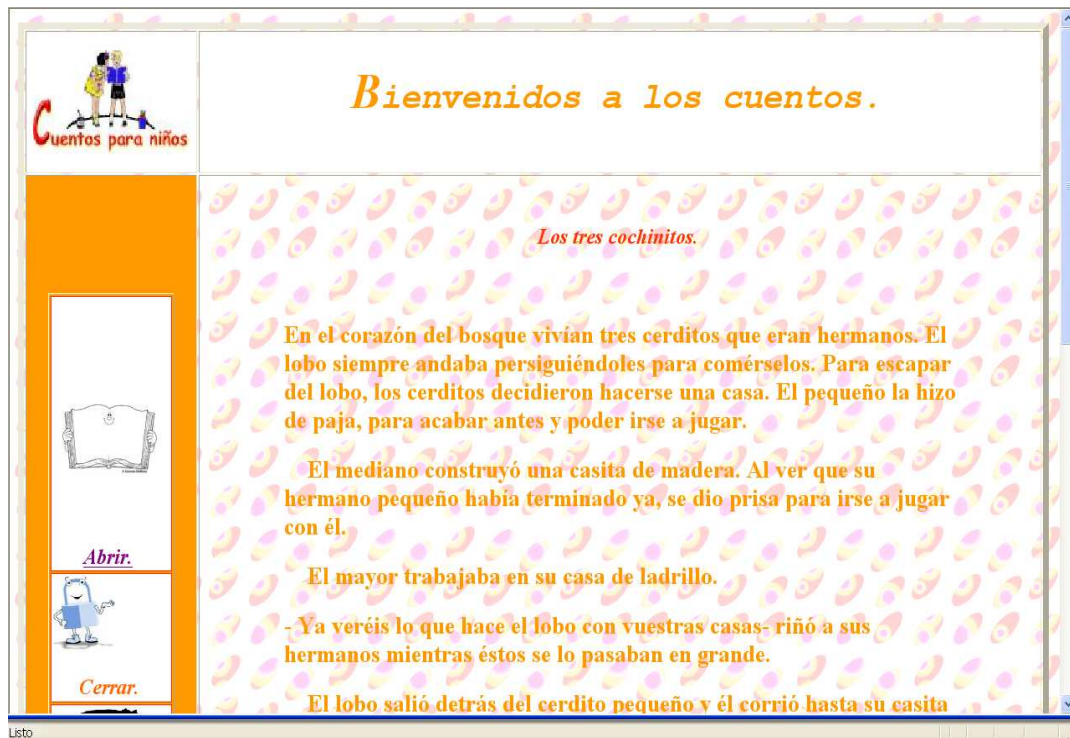 Cuentos para niños
Bienvenidos a los cuentos.
Los tres cochinitos.
En el corazón del bosque vivían tres cerditos que eran hermanos. El
lobo siempre andaba persiguiéndoles para comérselos. Para escapar
del lobo, los cerditos decidieron hacerse una casa. El pequeño la hizo
de paja, para acabar antes y poder irse a jugar.
El mediano construyó una casita de madera. Al ver que su
hermano pequeño había terminado ya, se dio prisa para irse a jugar
con él.
El mayor trabajaba en su casa de ladrillo.
- Ya veréis lo que hace el lobo con vuestras casas- riñó a sus
hermanos mientras éstos se lo pasaban en grande.
El lobo salió detrás del cerdito pequeño y él corrió hasta su casita
Abrir.
Cerrar.
Listo